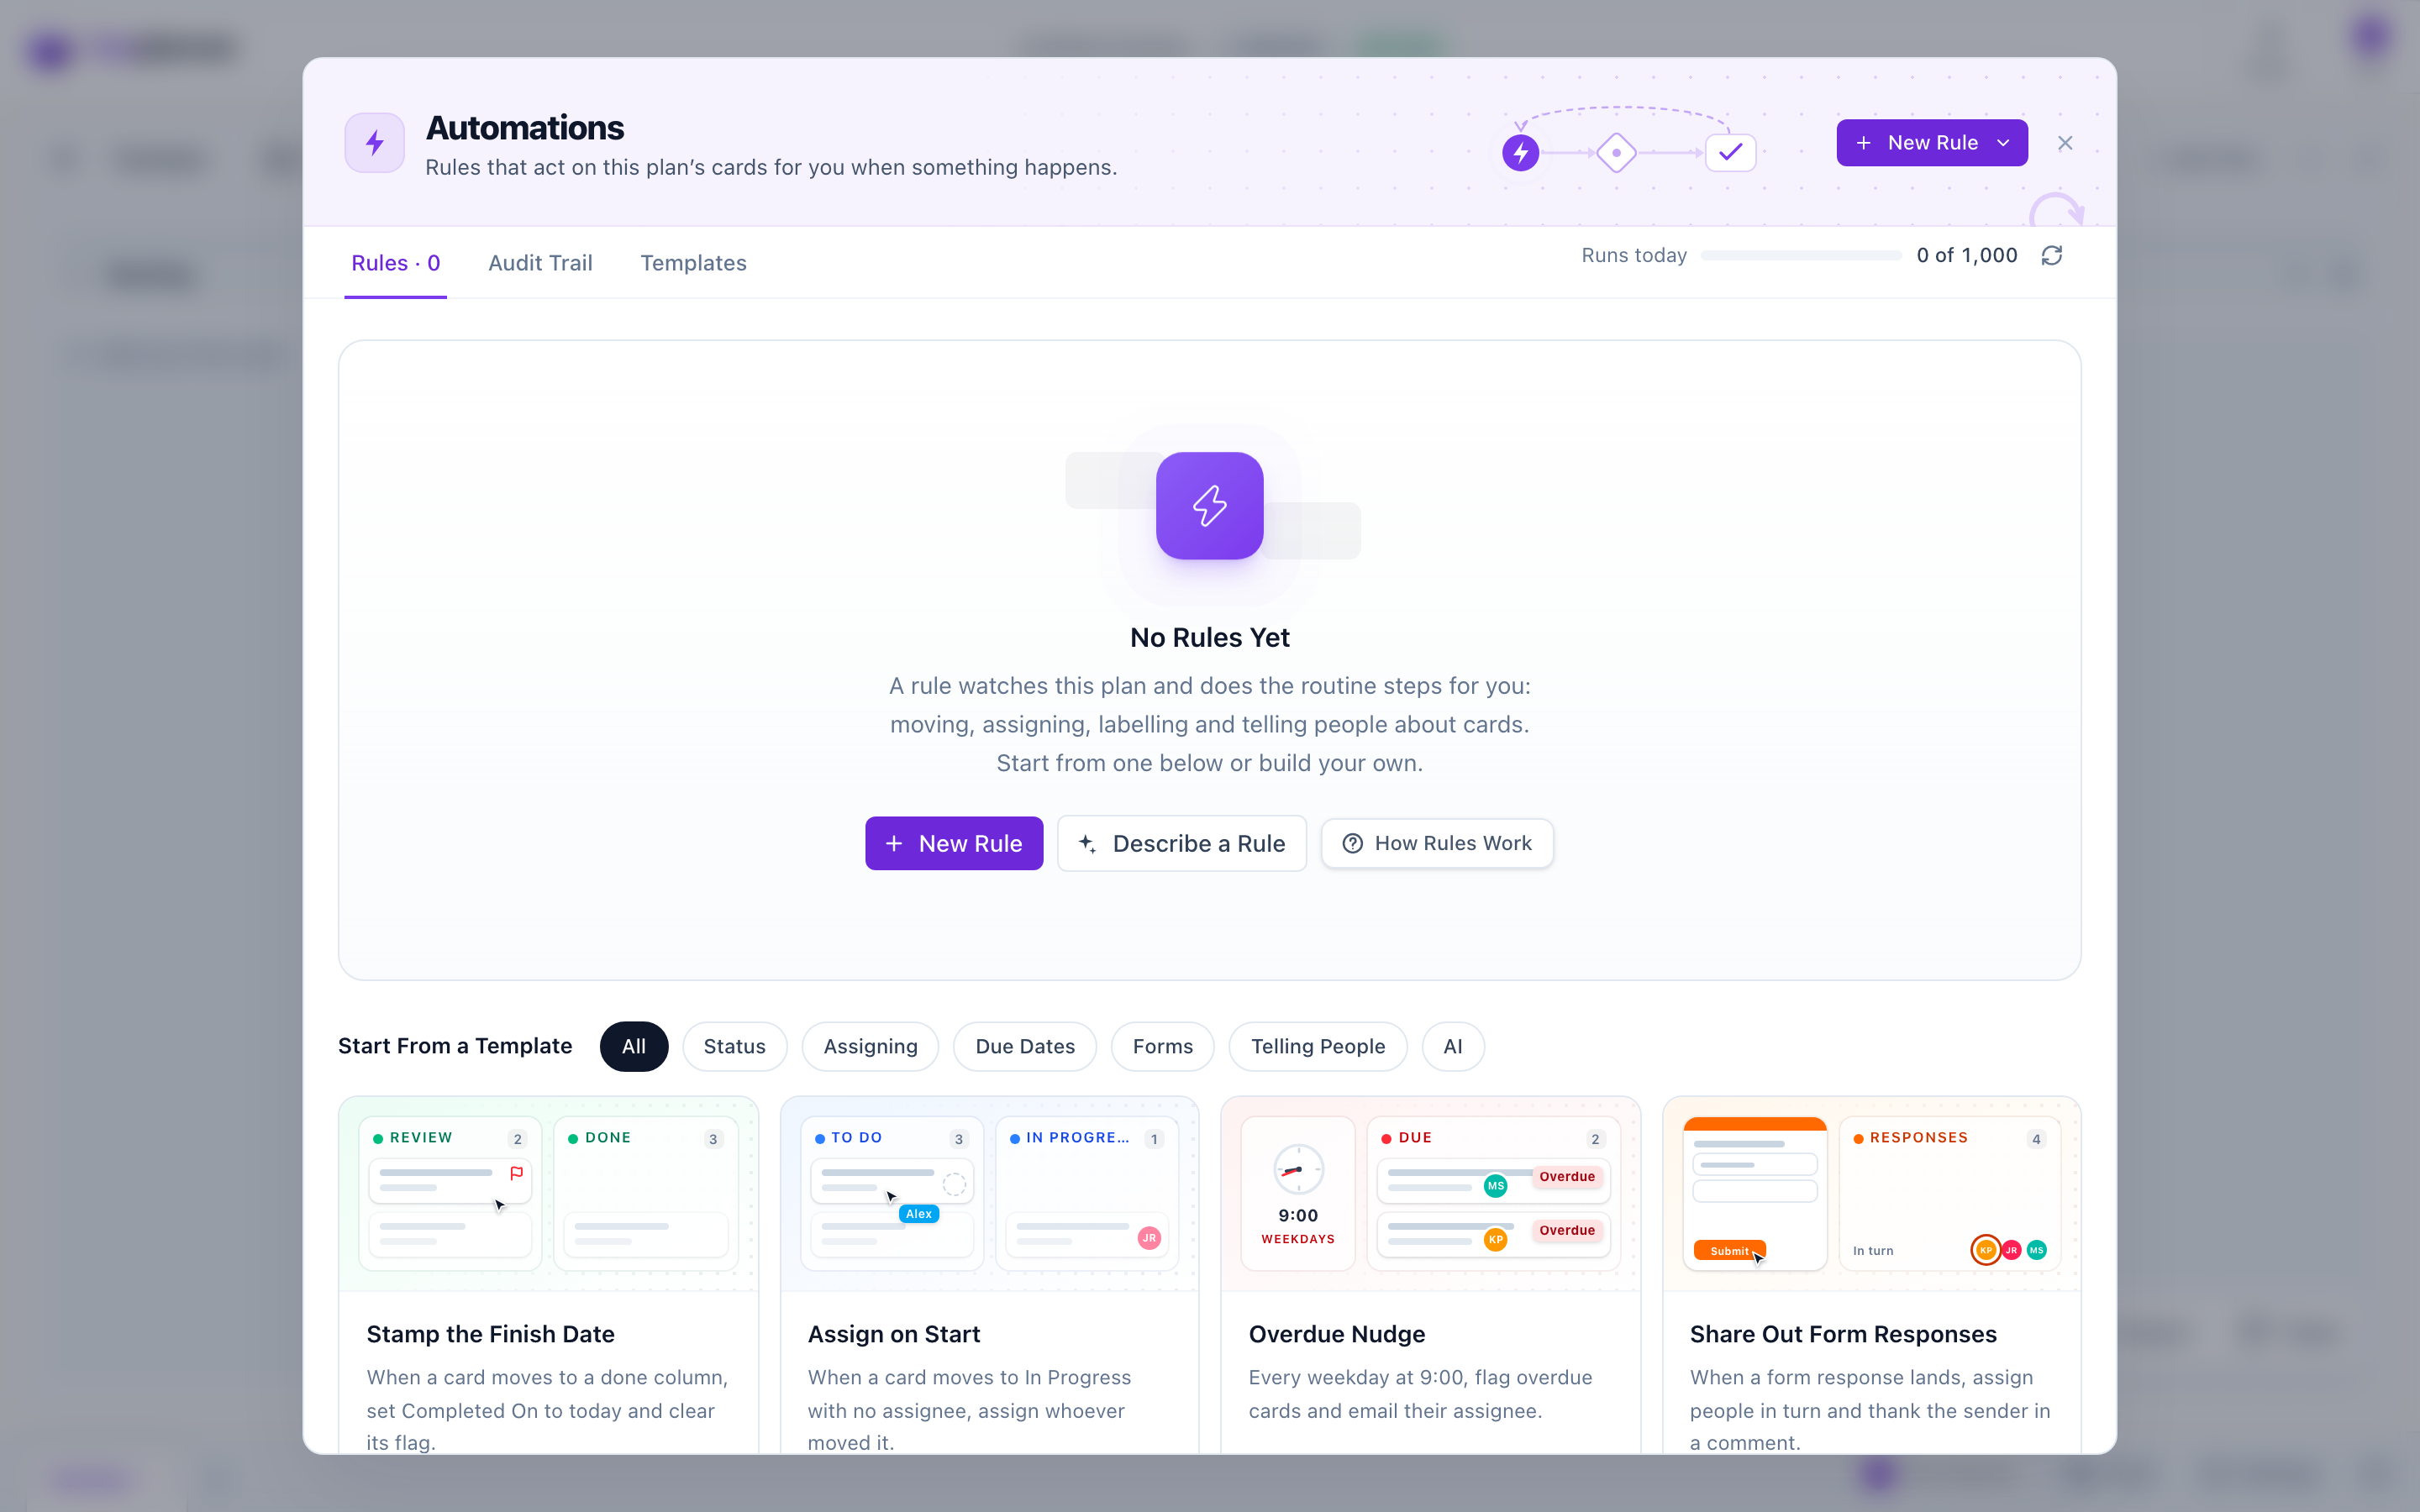 Automations
Rules that act on this plan’s cards for you when something happens.
New Rule
Rules · 0
Audit Trail
Templates
Runs today
0 of 1,000
No Rules Yet
A rule watches this plan and does the routine steps for you:
moving, assigning, labelling and telling people about cards.
Start from one below or build your own.
New Rule
Describe a Rule
How Rules Work
Start From a Template
All
Status
Assigning
Due Dates
Forms
Telling People
AI
REVIEW
2
DONE
3
Stamp the Finish Date
When a card moves to a done column,
set Completed On to today and clear
its flag.
TO DO
3
IN PROGRE...
1
Alex
JR
Assign on Start
When a card moves to In Progress
with no assignee, assign whoever
moved it.
9:00
WEEKDAYS
DUE
2
MS
Overdue
KP
Overdue
Overdue Nudge
Every weekday at 9:00, flag overdue
cards and email their assignee.
Submit
RESPONSES
4
In turn
KP
JR
MS
Share Out Form Responses
When a form response lands, assign
people in turn and thank the sender in
a comment.